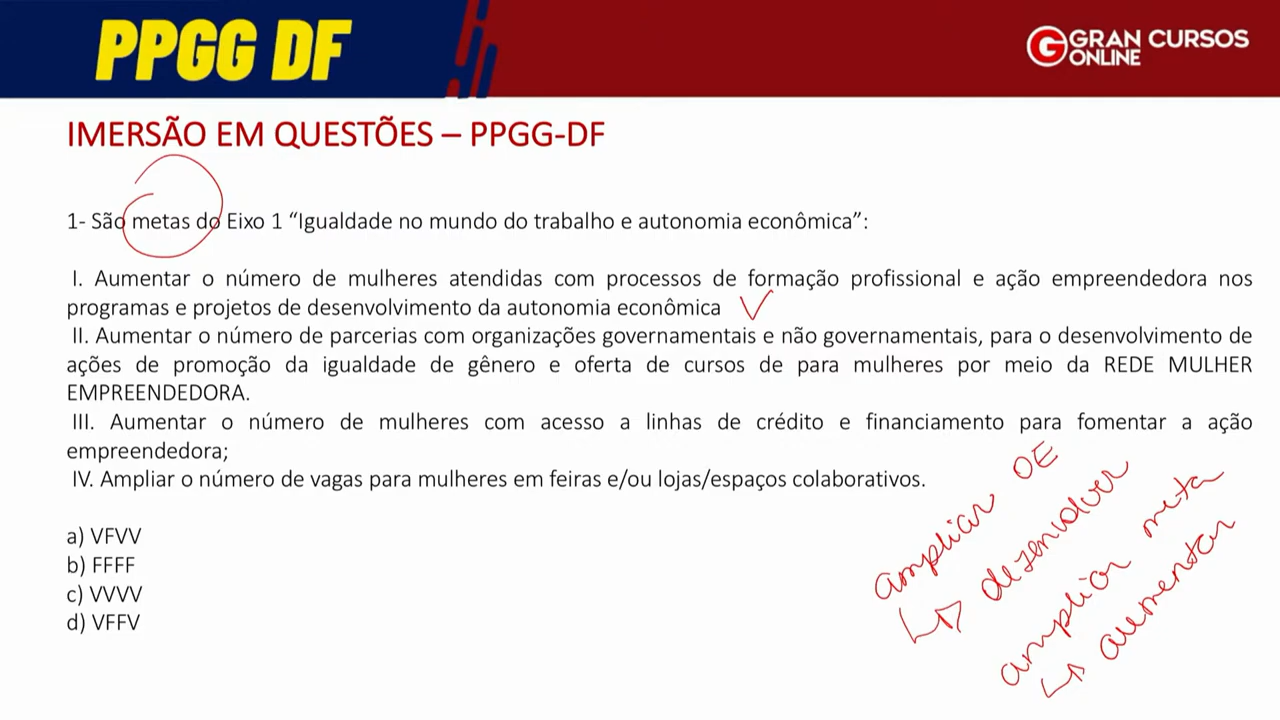 PPGG DF
GRAN CURSOS
ONLINE
IMERSÃO EM QUESTÕES – PPGG-DF
1- São metas do Eixo 1 “Igualdade no mundo do trabalho e autonomia econômica”:
I. Aumentar o número de mulheres atendidas com processos de formação profissional e ação empreendedora nos
programas e projetos de desenvolvimento da autonomia econômica
II. Aumentar o número de parcerias com organizações governamentais e não governamentais, para o desenvolvimento de
ações de promoção da igualdade de gênero e oferta de cursos de para mulheres por meio da REDE MULHER
EMPREENDEDORA.
III. Aumentar o número de mulheres com acesso a linhas de crédito e financiamento para fomentar a ação
empreendedora;
IV. Ampliar o número de vagas para mulheres em feiras e/ou lojas/espaços colaborativos.
a) VFVV
b) FFFF
c) VVVV
d) VFFV
ampliar OE
dezenvolver
ampliar meta
aumentar